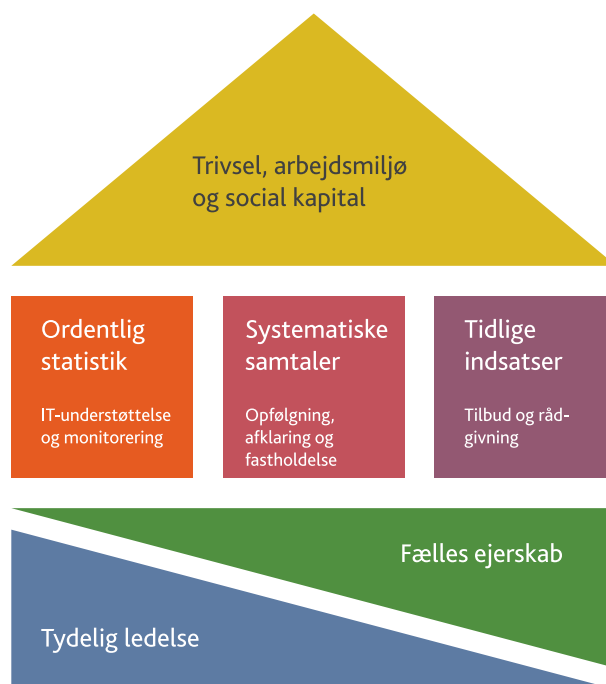 Trivsel, arbejdsmiljø
og social kapital
Ordentlig
statistik
IT-understøttelse
og monitorering
Systematiske
samtaler
Opfølgning,
afklaring og
fastholdelse
Tidlige
indsatser
Tilbud og råd-
givning
Fælles ejerskab
Tydelig ledelse